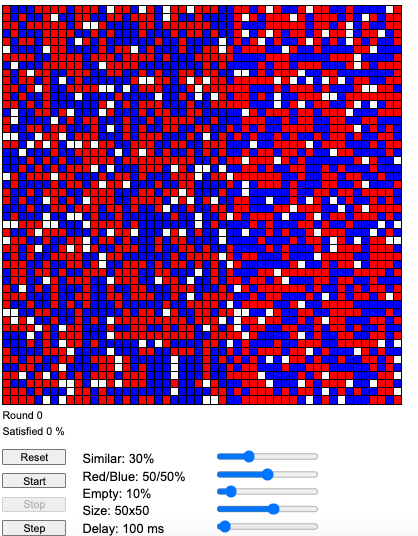 Round 0
Satisfied 0 %
Reset
Start
Stop
Step
Similar: 30%
Red/Blue: 50/50%
Empty: 10%
Size: 50x50
Delay: 100 ms